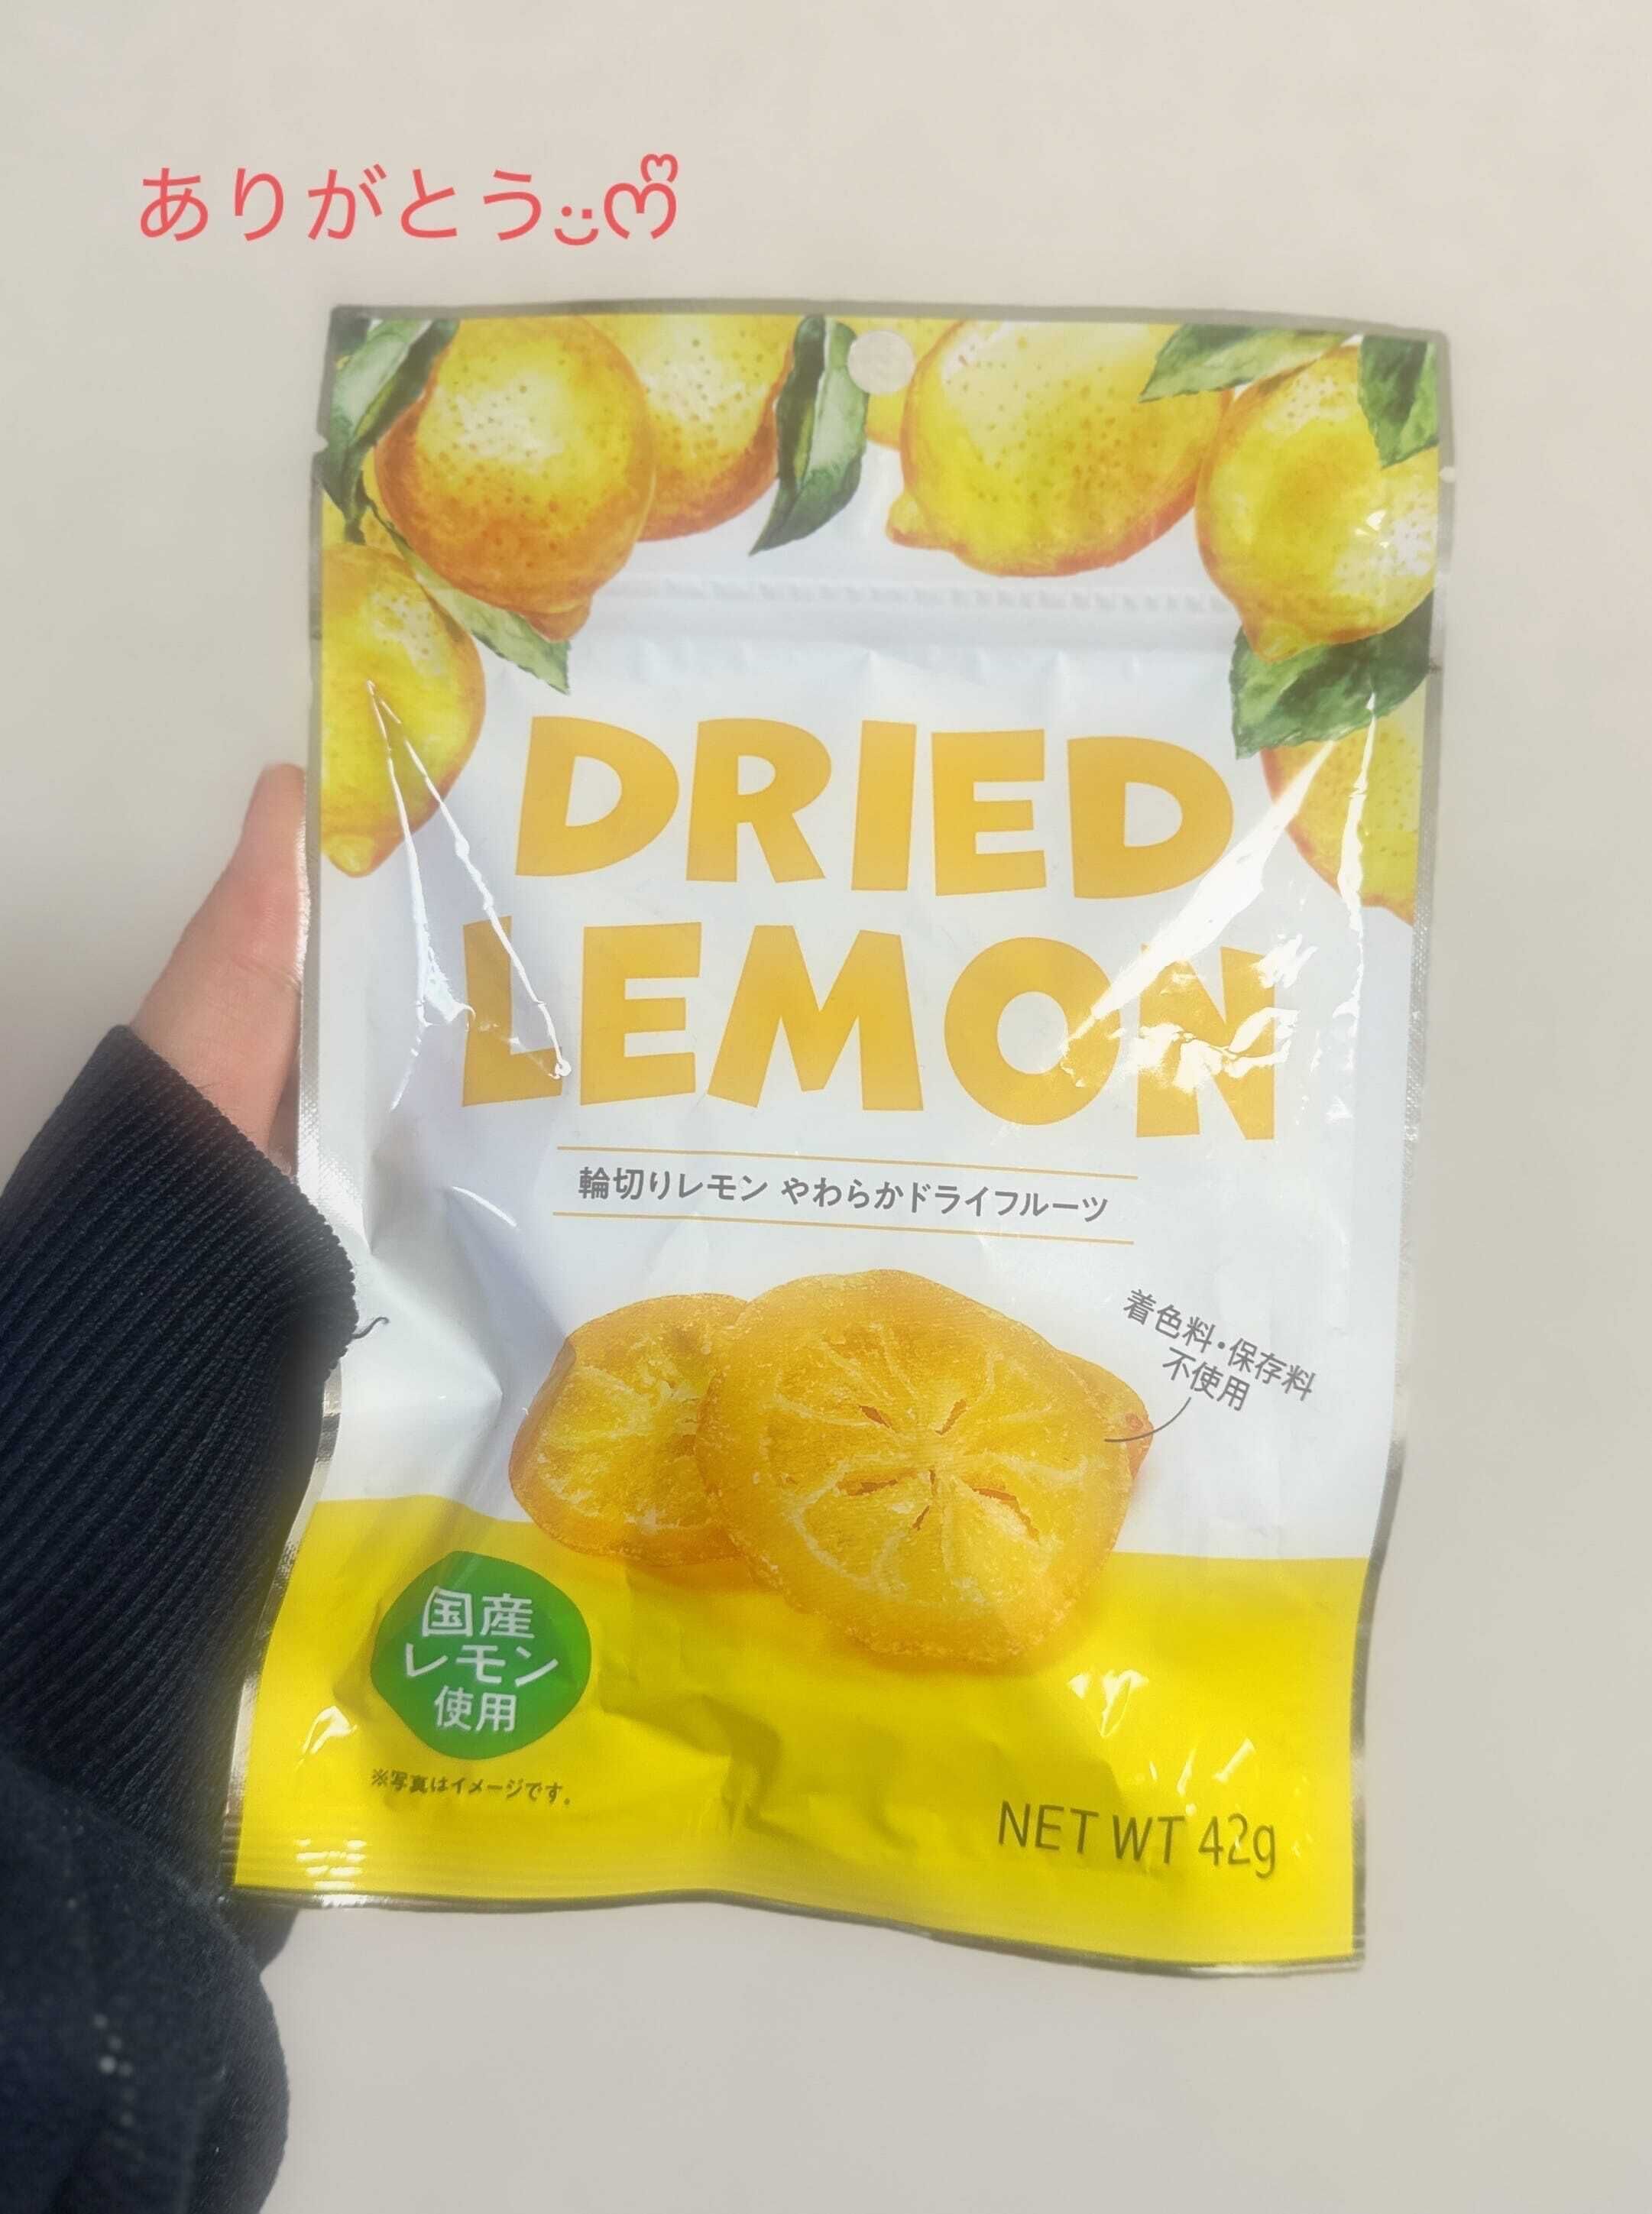 ありがとう
DRIED
LEMON
輪切りレモン やわらかドライフルーツ
着色料・保存料
不使用
国産
レモン
使用
※写真はイメージです。
NET WT 42g